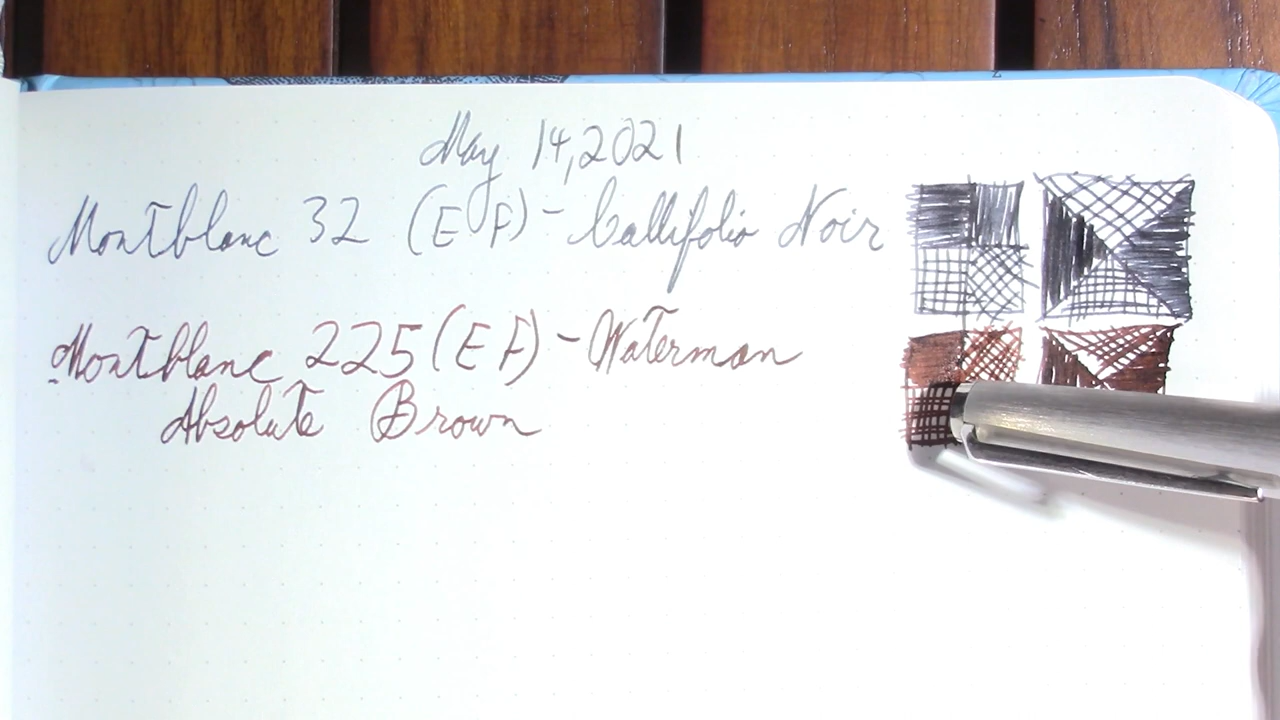 May 14, 2021
Montblanc 32 (EF) - Callifolio Noir
Montblanc 225 (EF) - Waterman
Absolute Brown